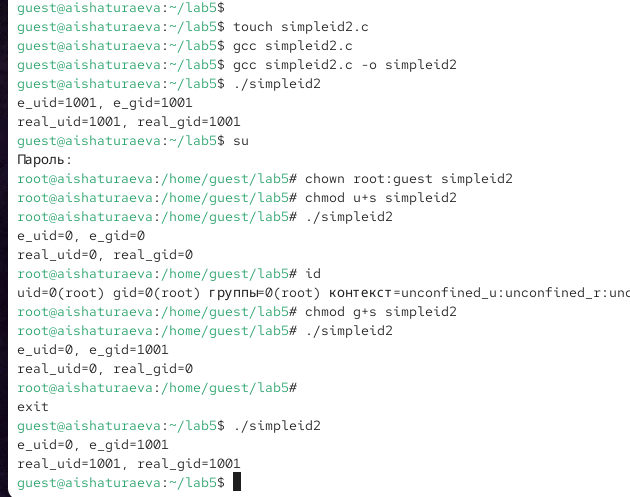 guest@aishaturaeva:~/lab5$
guest@aishaturaeva:~/lab5$ touch simpleid2.c
guest@aishaturaeva:~/lab5$ gcc simpleid2.c
guest@aishaturaeva:~/lab5$ gcc simpleid2.c -o simpleid2
guest@aishaturaeva:~/lab5$ ./simpleid2
e_uid=1001, e_gid=1001
real_uid=1001, real_gid=1001
guest@aishaturaeva:~/lab5$ su
Пароль:
root@aishaturaeva:/home/guest/lab5# chown root:guest simpleid2
root@aishaturaeva:/home/guest/lab5# chmod u+s simpleid2
root@aishaturaeva:/home/guest/lab5# ./simpleid2
e_uid=0, e_gid=0
real_uid=0, real_gid=0
root@aishaturaeva:/home/guest/lab5# id
uid=0(root) gid=0(root) группы=0(root) контекст=unconfined_u:unconfined_r:unc
root@aishaturaeva:/home/guest/lab5# chmod g+s simpleid2
root@aishaturaeva:/home/guest/lab5# ./simpleid2
e_uid=0, e_gid=1001
real_uid=0, real_gid=0
root@aishaturaeva:/home/guest/lab5#
exit
guest@aishaturaeva:~/lab5$ ./simpleid2
e_uid=0, e_gid=1001
real_uid=1001, real_gid=1001
guest@aishaturaeva:~/lab5$